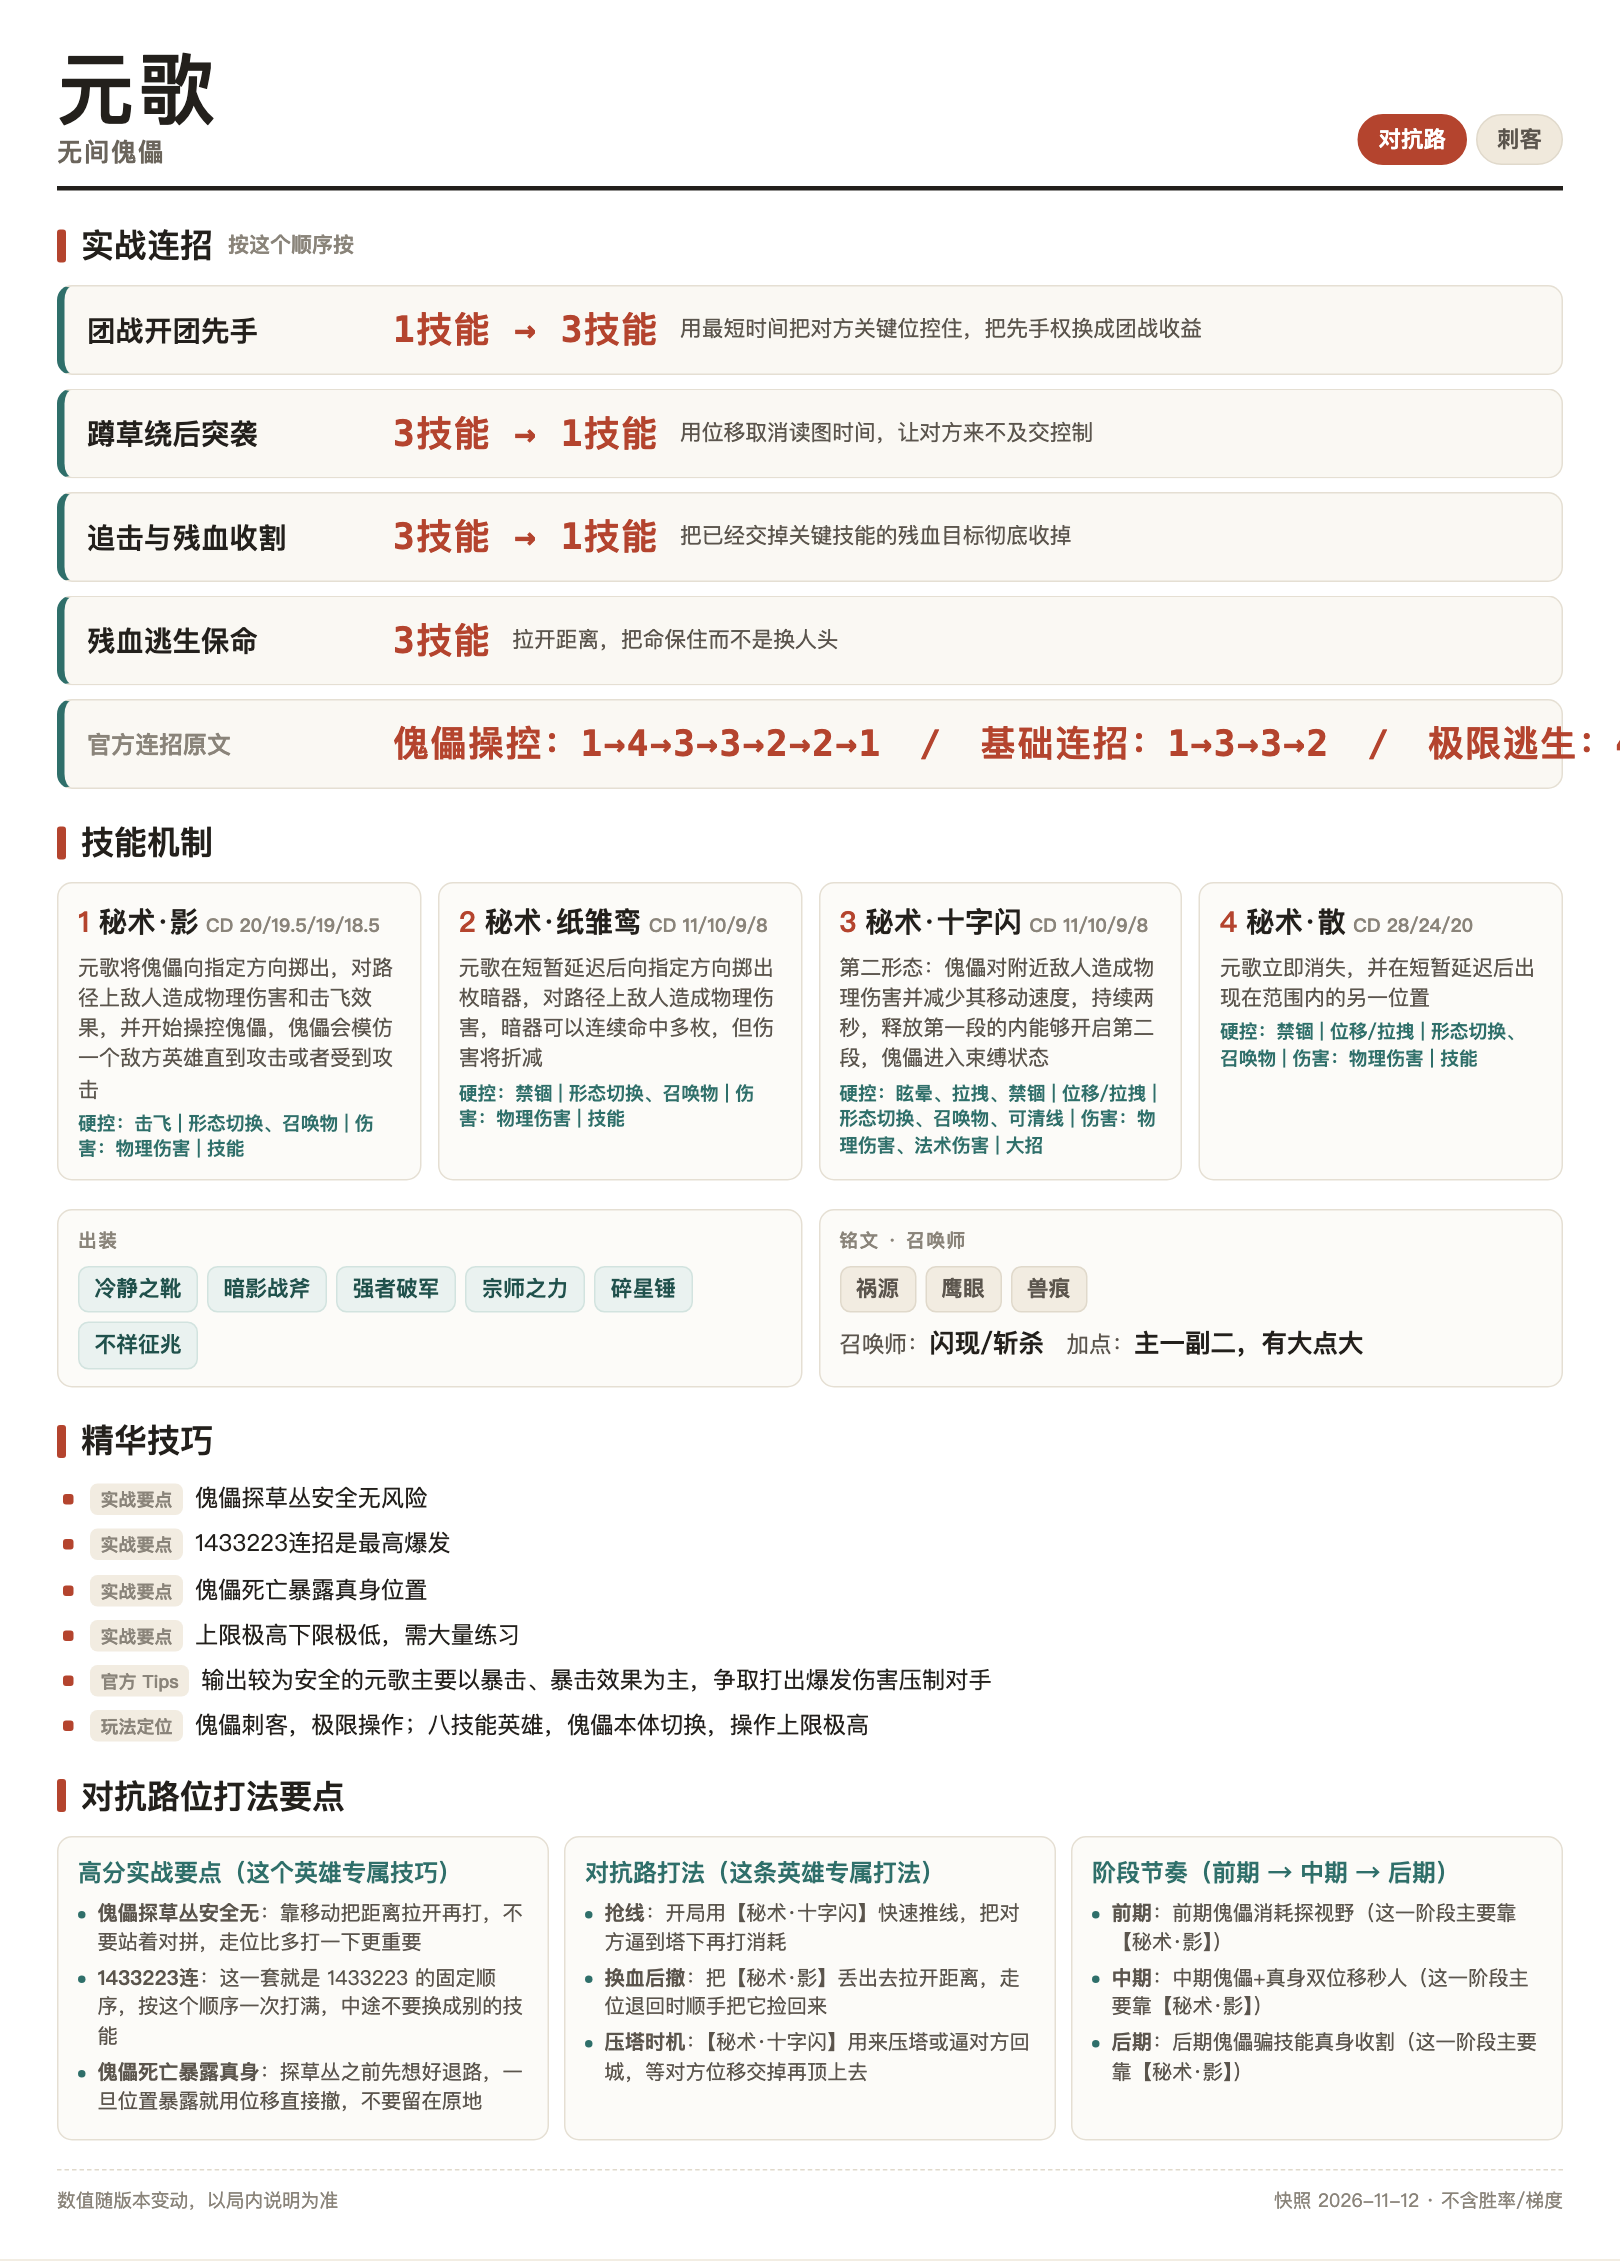 元歌
无间傀儡
对抗路 刺客
实战连招 按这个顺序按
团战开团先手 1技能 → 3技能 用最短时间把对方关键位控住，把先手权换成团战收益
蹲草绕后突袭 3技能 → 1技能 用位移取消读图时间，让对方来不及交控制
追击与残血收割 3技能 → 1技能 把已经交掉关键技能的残血目标彻底收掉
残血逃生保命 3技能 拉开距离，把命保住而不是换人头
官方连招原文 傀儡操控：1→4→3→3→2→2→1 / 基础连招：1→3→3→2 / 极限逃生：
技能机制
1 秘术·影 CD 20/19.5/19/18.5
元歌将傀儡向指定方向掷出，对路
径上敌人造成物理伤害和击飞效
果，并开始操控傀儡，傀儡会模仿
一个敌方英雄直到攻击或者受到攻
击
硬控：击飞 | 形态切换、召唤物 | 伤
害：物理伤害 | 技能
2 秘术·纸雏鸾 CD 11/10/9/8
元歌在短暂延迟后向指定方向掷出
枚暗器，对路径上敌人造成物理伤
害，暗器可以连续命中多枚，但伤
害将折减
硬控：禁锢 | 形态切换、召唤物 | 伤
害：物理伤害 | 技能
3 秘术·十字闪 CD 11/10/9/8
第二形态：傀儡对附近敌人造成物
理伤害并减少其移动速度，持续两
秒，释放第一段的内能够开启第二
段，傀儡进入束缚状态
硬控：眩晕、拉拽、禁锢 | 位移/拉拽 |
形态切换、召唤物、可清线 | 伤害：物
理伤害、法术伤害 | 大招
4 秘术·散 CD 28/24/20
元歌立即消失，并在短暂延迟后出
现在范围内的另一位置
硬控：禁锢 | 位移/拉拽 | 形态切换、
召唤物 | 伤害：物理伤害 | 技能
出装
冷静之靴 暗影战斧 强者破军 宗师之力 碎星锤
不祥征兆
铭文 · 召唤师
祸源 鹰眼 兽痕
召唤师：闪现/斩杀 加点：主一副二，有大点大
精华技巧
实战要点 傀儡探草丛安全无风险
实战要点 1433223连招是最高爆发
实战要点 傀儡死亡暴露真身位置
实战要点 上限极高下限极低，需大量练习
官方 Tips 输出较为安全的元歌主要以暴击、暴击效果为主，争取打出爆发伤害压制对手
玩法定位 傀儡刺客，极限操作；八技能英雄，傀儡本体切换，操作上限极高
对抗路位打法要点
高分实战要点（这个英雄专属技巧）
傀儡探草丛安全无：靠移动把距离拉开再打，不
要站着对拼，走位比多打一下更重要
1433223连：这一套就是 1433223 的固定顺
序，按这个顺序一次打满，中途不要换成别的技
能
傀儡死亡暴露真身：探草丛之前先想好退路，一
旦位置暴露就用位移直接撤，不要留在原地
对抗路打法（这条英雄专属打法）
抢线：开局用【秘术·十字闪】快速推线，把对
方逼到塔下再打消耗
换血后撤：把【秘术·影】丢出去拉开距离，走
位退回时顺手把它捡回来
压塔时机：【秘术·十字闪】用来压塔或逼对方回
城，等对方位移交掉再顶上去
阶段节奏（前期 → 中期 → 后期）
前期：前期傀儡消耗探视野（这一阶段主要靠
【秘术·影】）
中期：中期傀儡+真身双位移秒人（这一阶段主
要靠【秘术·影】）
后期：后期傀儡骗技能真身收割（这一阶段主要
靠【秘术·影】）
数值随版本变动，以局内说明为准
快照 2026-11-12 · 不含胜率/梯度